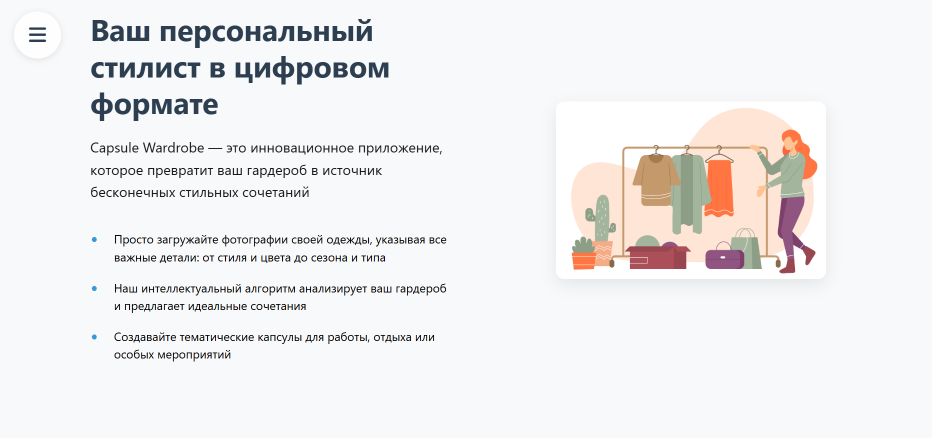 Ваш персональный
стилист в цифровом
формате
Capsule Wardrobe — это инновационное приложение,
которое превратит ваш гардероб в источник
бесконечных стильных сочетаний
Просто загружайте фотографии своей одежды, указывая все
важные детали: от стиля и цвета до сезона и типа
Наш интеллектуальный алгоритм анализирует ваш гардероб
и предлагает идеальные сочетания
Создавайте тематические капсулы для работы, отдыха или
особых мероприятий